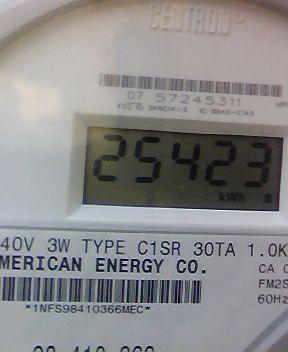 CENTRON
07 57245311
25423
kWh
40V 3W TYPE C1SR 30TA 1.0K
MERICAN ENERGY CO.
CA
FM2S
60Hz
*1NFS98410366MEC*